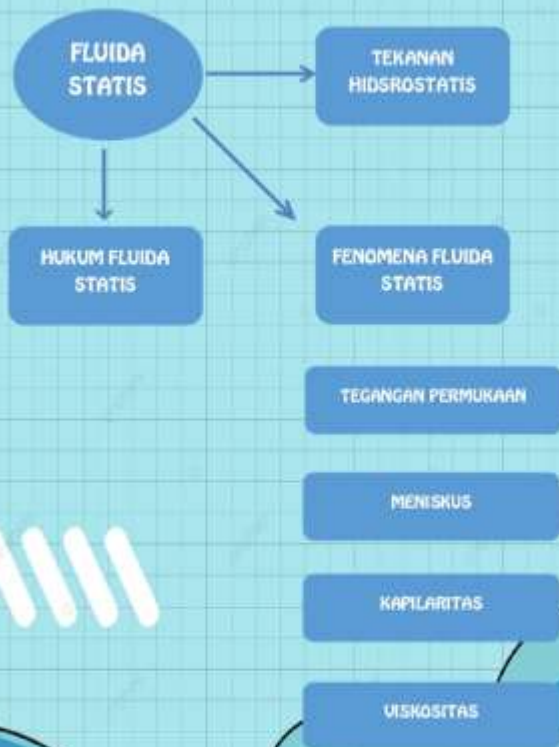 FLUIDA
STATIS
TEKANAN
HIDSROSTATIS
HUKUM FLUIDA
STATIS
FENOMENA FLUIDA
STATIS
TEGANGAN PERMUKAAN
MENISKUS
KAPILARITAS
VISKOSITAS